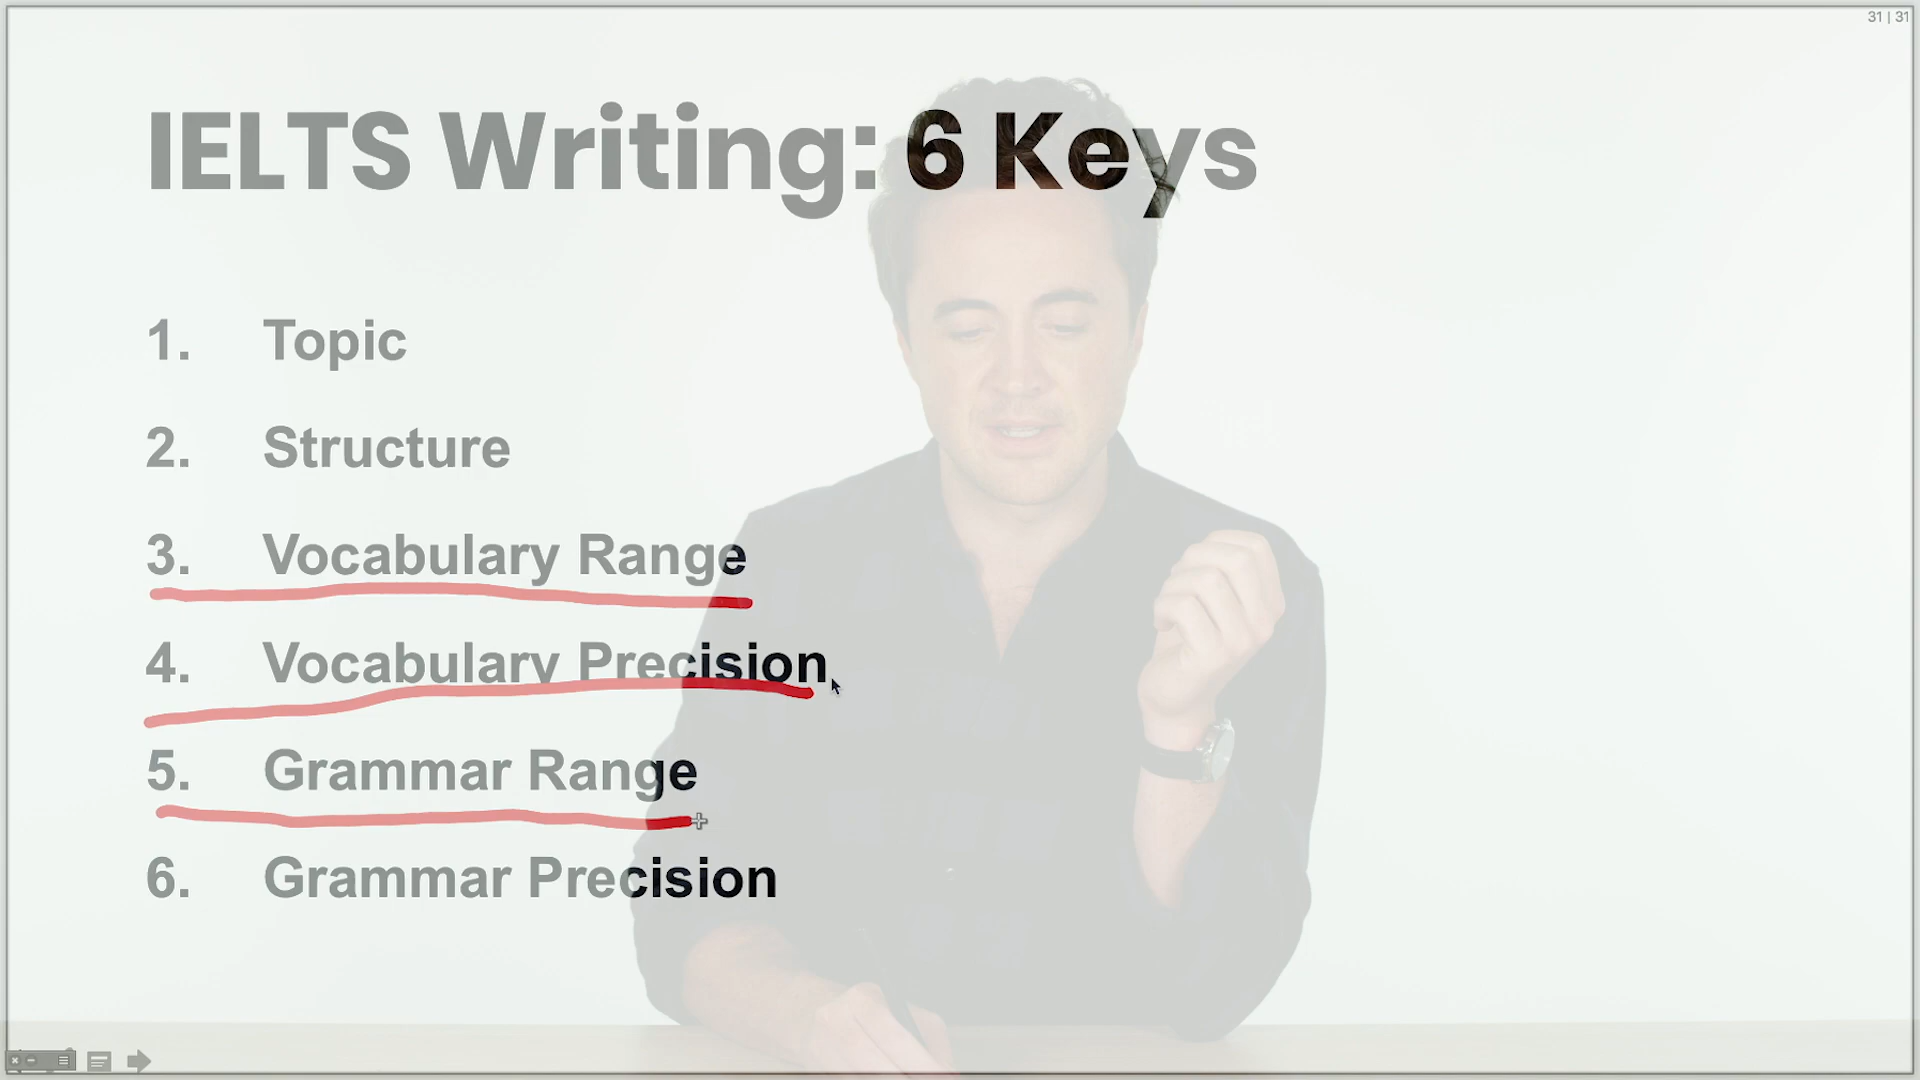 31 | 31
IELTS Writing: 6 Keys
1. Topic
2. Structure
3. Vocabulary Range
4. Vocabulary Precision
5. Grammar Range
6. Grammar Precision